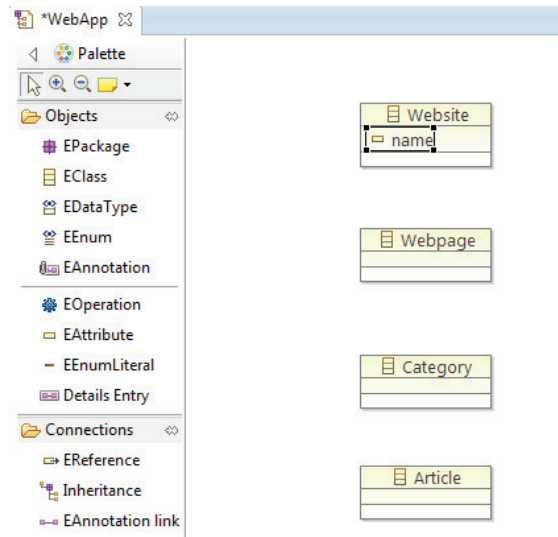 *WebApp
Palette
Objects
EPackage
EClass
EDataType
EEnum
EAnnotation
EOperation
EAttribute
EEnumLiteral
Details Entry
Connections
EReference
Inheritance
EAnnotation link
Website
name
Webpage
Category
Article